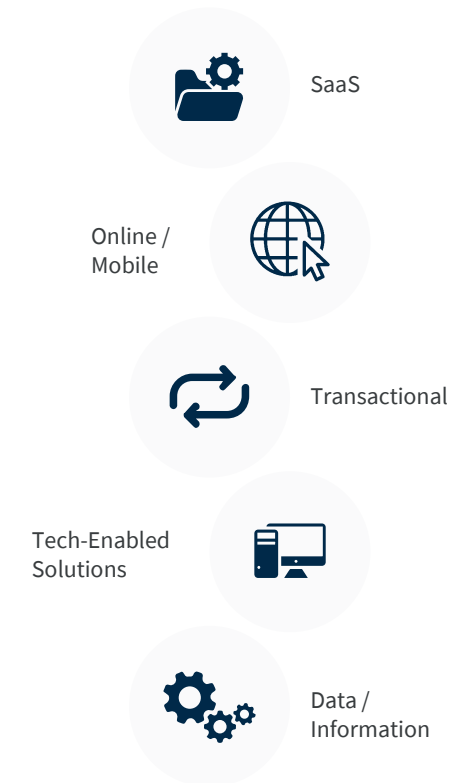 SaaS
Online /
Mobile
Transactional
Tech-Enabled
Solutions
Data /
Information